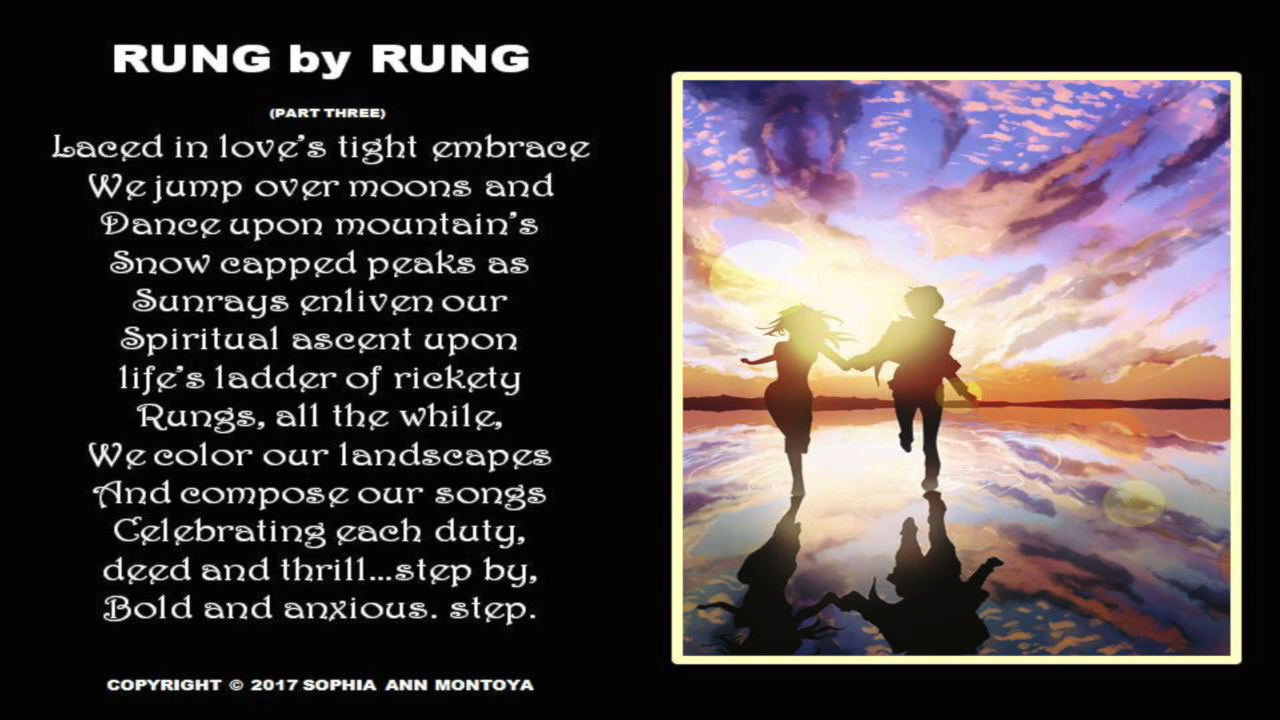 RUNG by RUNG
(PART THREE)
Laced in love's tight embrace
We jump over moons and
Dance upon mountain's
Snow capped peaks as
Sunrays enliven our
Spiritual ascent upon
life's ladder of rickety
Rungs, all the while,
We color our landscapes
And compose our songs
Celebrating each duty,
deed and thrill...step by,
Bold and anxious. step.
COPYRIGHT © 2017 SOPHIA ANN MONTOYA